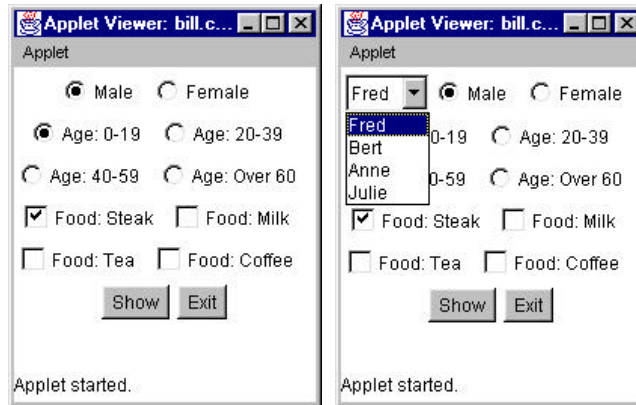 Applet Viewer: bill.c...
Applet
Male Female
Age: 0-19 Age: 20-39
Age: 40-59 Age: Over 60
Food: Steak Food: Milk
Food: Tea Food: Coffee
Show Exit
Applet started.
Applet Viewer: bill.c...
Applet
Fred Male Female
Fred
Bert
Anne
Julie
0-19 Age: 20-39
0-59 Age: Over 60
Food: Steak Food: Milk
Food: Tea Food: Coffee
Show Exit
Applet started.